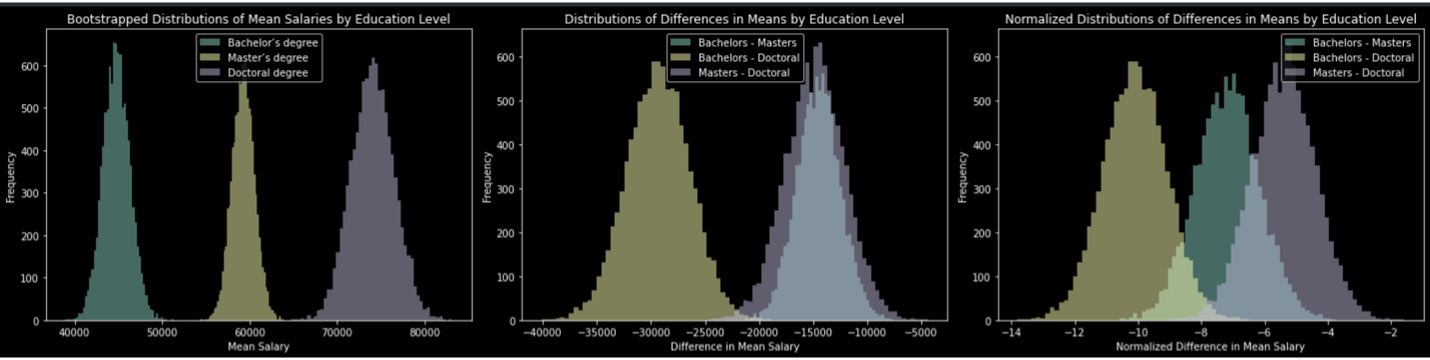 Bootstrapped Distributions of Mean Salaries by Education Level
Bachelor's degree
Master's degree
Doctoral degree
600
500
400
300
200
100
0
Frequency
40000 50000 60000 70000 80000
Mean Salary
Distributions of Differences in Means by Education Level
Bachelors - Masters
Bachelors - Doctoral
Masters - Doctoral
600
500
400
300
200
100
0
Frequency
−40000 −35000 −30000 −25000 −20000 −15000 −10000 −5000
Difference in Mean Salary
Normalized Distributions of Differences in Means by Education Level
Bachelors - Masters
Bachelors - Doctoral
Masters - Doctoral
600
500
400
300
200
100
0
Frequency
−14 −12 −10 −8 −6 −4 −2
Normalized Difference in Mean Salary